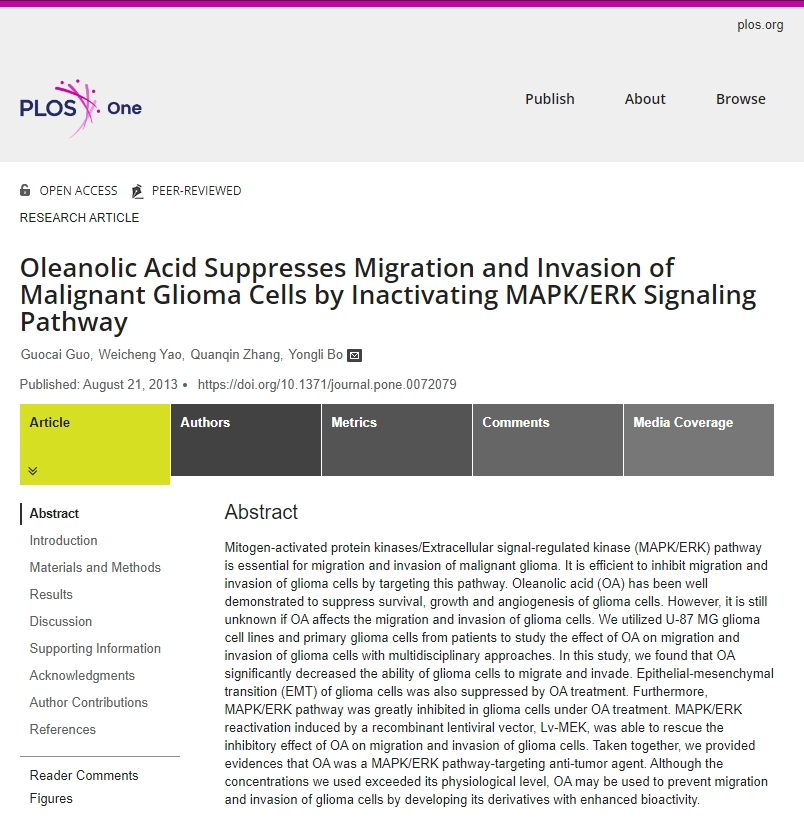 plos.org
PLOS One
Publish About Browse
OPEN ACCESS PEER-REVIEWED
RESEARCH ARTICLE
Oleanolic Acid Suppresses Migration and Invasion of
Malignant Glioma Cells by Inactivating MAPK/ERK Signaling
Pathway
Guocai Guo, Weicheng Yao, Quanqin Zhang, Yongli Bo
Published: August 21, 2013 • https://doi.org/10.1371/journal.pone.0072079
Article Authors Metrics Comments Media Coverage
Abstract
Introduction
Materials and Methods
Results
Discussion
Supporting Information
Acknowledgments
Author Contributions
References
Reader Comments
Figures
Abstract
Mitogen-activated protein kinases/Extracellular signal-regulated kinase (MAPK/ERK) pathway
is essential for migration and invasion of malignant glioma. It is efficient to inhibit migration and
invasion of glioma cells by targeting this pathway. Oleanolic acid (OA) has been well
demonstrated to suppress survival, growth and angiogenesis of glioma cells. However, it is still
unknown if OA affects the migration and invasion of glioma cells. We utilized U-87 MG glioma
cell lines and primary glioma cells from patients to study the effect of OA on migration and
invasion of glioma cells with multidisciplinary approaches. In this study, we found that OA
significantly decreased the ability of glioma cells to migrate and invade. Epithelial-mesenchymal
transition (EMT) of glioma cells was also suppressed by OA treatment. Furthermore,
MAPK/ERK pathway was greatly inhibited in glioma cells under OA treatment. MAPK/ERK
reactivation induced by a recombinant lentiviral vector, Lv-MEK, was able to rescue the
inhibitory effect of OA on migration and invasion of glioma cells. Taken together, we provided
evidences that OA was a MAPK/ERK pathway-targeting anti-tumor agent. Although the
concentrations we used exceeded its physiological level, OA may be used to prevent migration
and invasion of glioma cells by developing its derivatives with enhanced bioactivity.